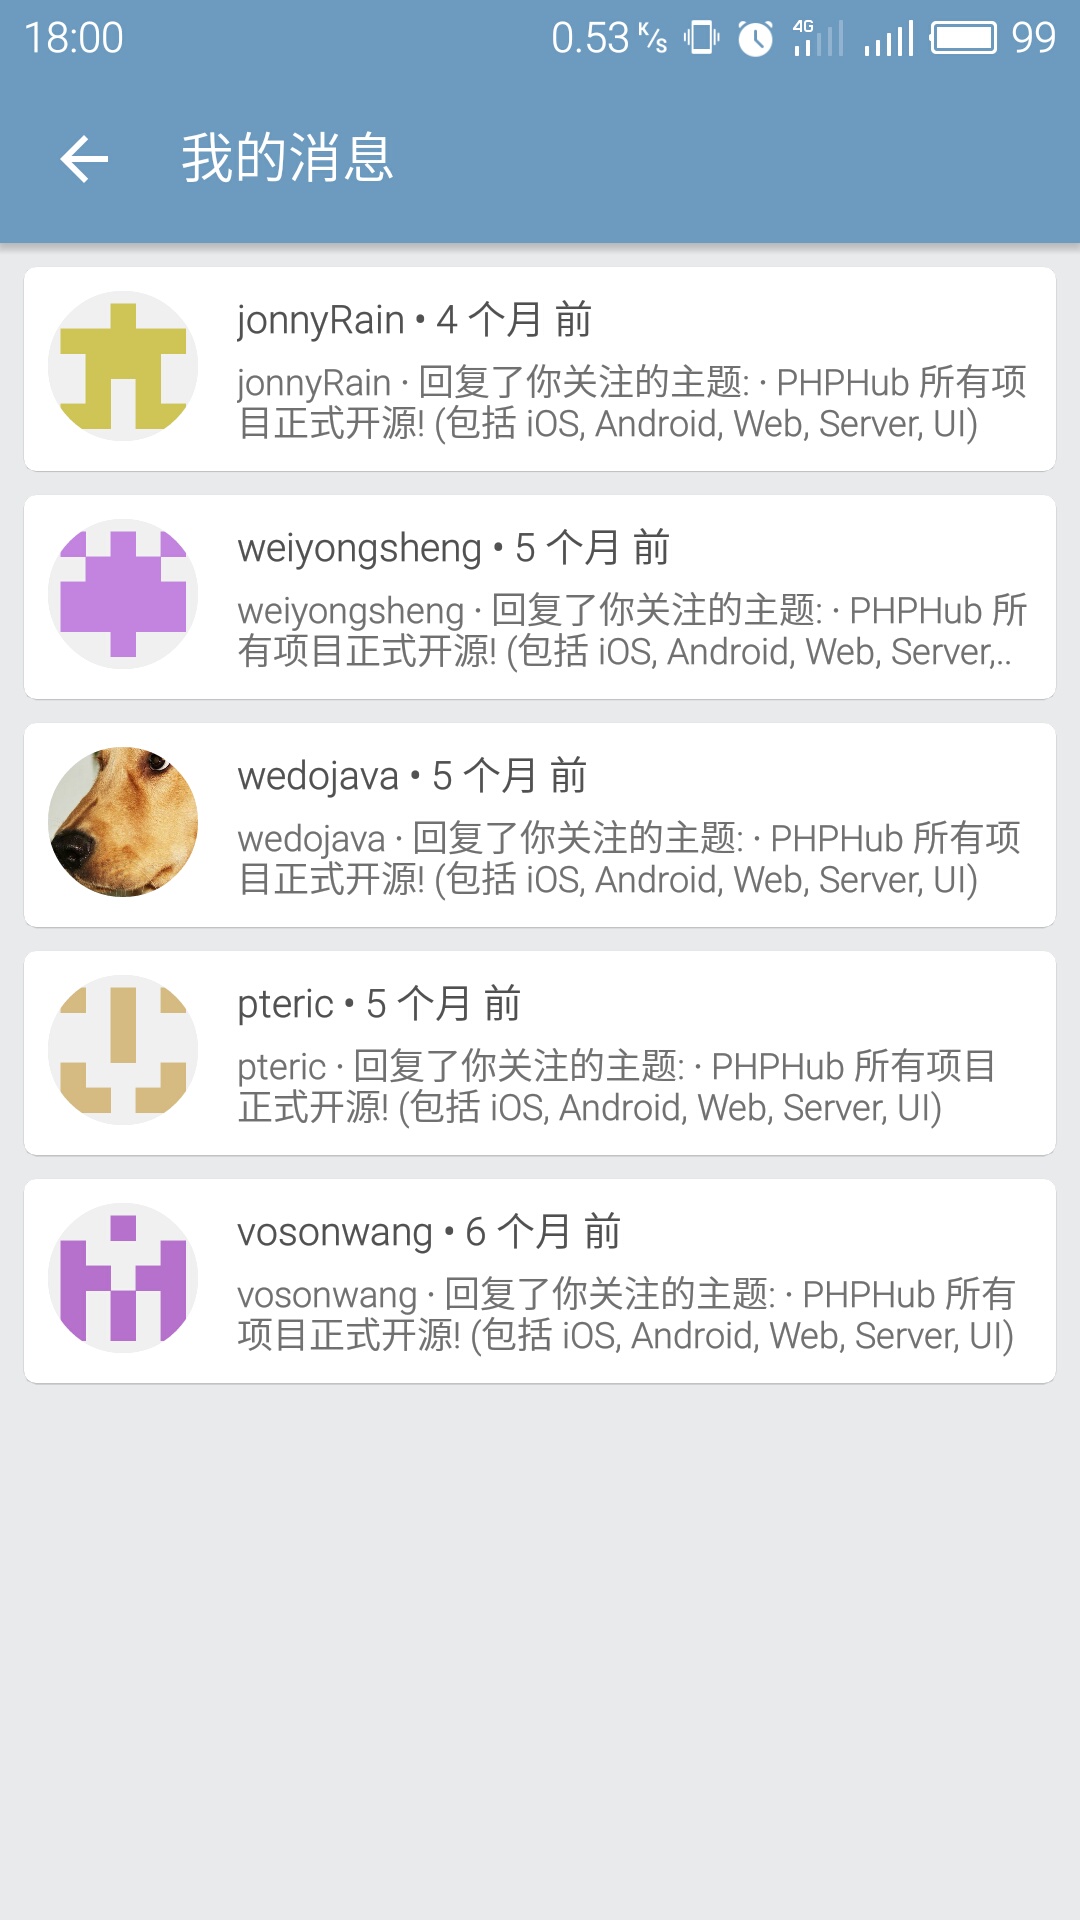 18:00 0.53 K/s 4G 99
我的消息
jonnyRain • 4 个月 前
jonnyRain · 回复了你关注的主题: · PHPHub 所有项
目正式开源! (包括 iOS, Android, Web, Server, UI)
weiyongsheng • 5 个月 前
weiyongsheng · 回复了你关注的主题: · PHPHub 所
有项目正式开源! (包括 iOS, Android, Web, Server,..
wedojava • 5 个月 前
wedojava · 回复了你关注的主题: · PHPHub 所有项
目正式开源! (包括 iOS, Android, Web, Server, UI)
pteric • 5 个月 前
pteric · 回复了你关注的主题: · PHPHub 所有项目
正式开源! (包括 iOS, Android, Web, Server, UI)
vosonwang • 6 个月 前
vosonwang · 回复了你关注的主题: · PHPHub 所有
项目正式开源! (包括 iOS, Android, Web, Server, UI)